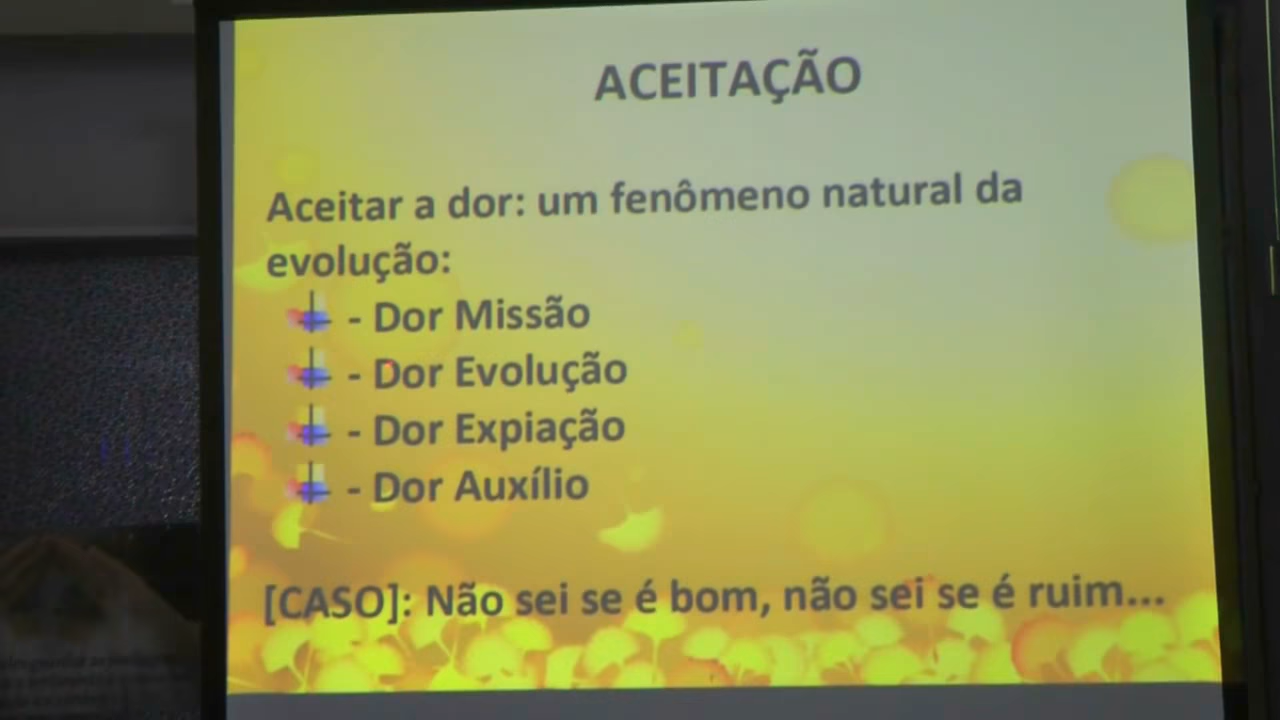 ACEITAÇÃO
Aceitar a dor: um fenômeno natural da
evolução:
- Dor Missão
- Dor Evolução
- Dor Expiação
- Dor Auxílio
[CASO]: Não sei se é bom, não sei se é ruim...